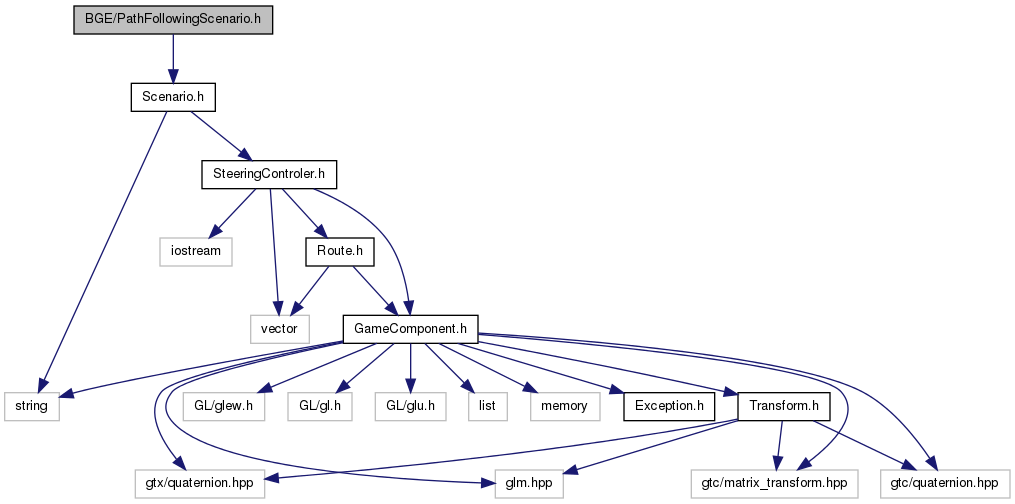 BGE/PathFollowingScenario.h
Scenario.h
SteeringControler.h
iostream
Route.h
vector
GameComponent.h
string
GL/glew.h
GL/gl.h
GL/glu.h
list
memory
Exception.h
Transform.h
gtx/quaternion.hpp
glm.hpp
gtc/matrix_transform.hpp
gtc/quaternion.hpp